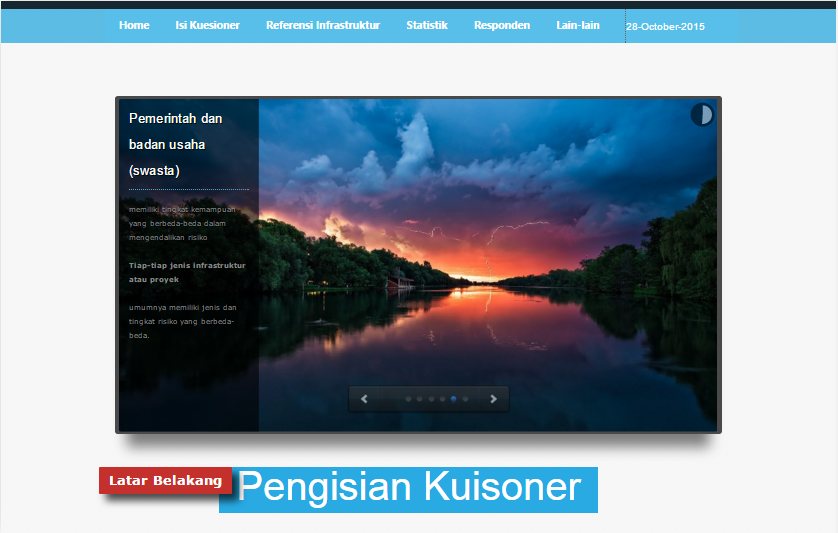 Home Isi Kuesioner Referensi Infrastruktur Statistik Responden Lain-lain 28-October-2015
Pemerintah dan
badan usaha
(swasta)
memiliki tingkat kemampuan
yang berbeda-beda dalam
mengendalikan risiko
Tiap-tiap jenis infrastruktur
atau proyek
umumnya memiliki jenis dan
tingkat risiko yang berbeda-
beda.
Latar Belakang Pengisian Kuisoner